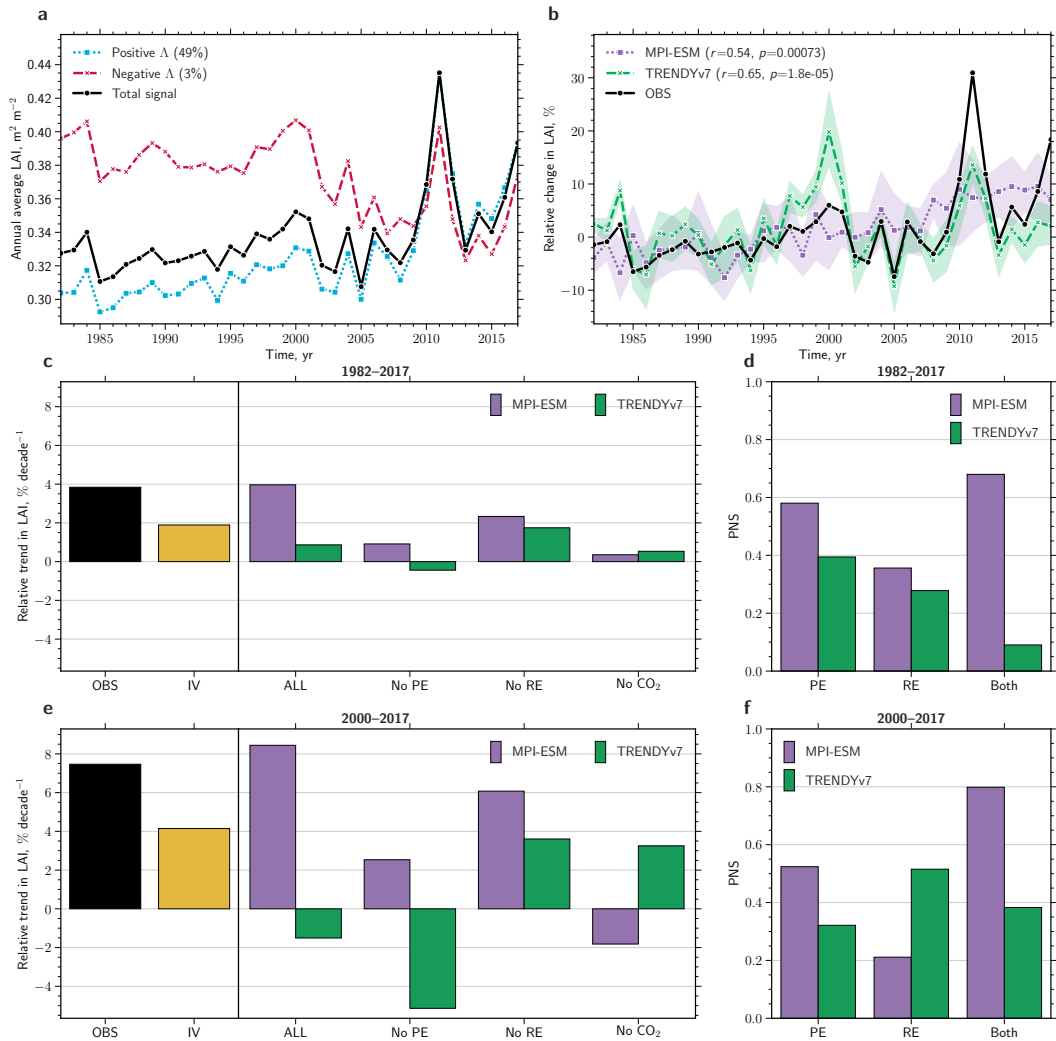 a
Positive Λ (49%)
Negative Λ (3%)
Total signal
Annual average LAI, m² m⁻²
0.44
0.42
0.40
0.38
0.36
0.34
0.32
0.30
1985 1990 1995 2000 2005 2010 2015
Time, yr
b
MPI-ESM (r=0.54, p=0.00073)
TRENDYv7 (r=0.65, p=1.8e-05)
OBS
Relative change in LAI, %
30
20
10
0
−10
1985 1990 1995 2000 2005 2010 2015
Time, yr
c
1982–2017
MPI-ESM TRENDYv7
Relative trend in LAI, % decade⁻¹
8
6
4
2
0
−2
−4
OBS IV ALL No PE No RE No CO₂
d
1982–2017
MPI-ESM
TRENDYv7
PNS
1.0
0.8
0.6
0.4
0.2
0.0
PE RE Both
e
2000–2017
MPI-ESM TRENDYv7
Relative trend in LAI, % decade⁻¹
8
6
4
2
0
−2
−4
OBS IV ALL No PE No RE No CO₂
f
2000–2017
MPI-ESM
TRENDYv7
PNS
1.0
0.8
0.6
0.4
0.2
0.0
PE RE Both